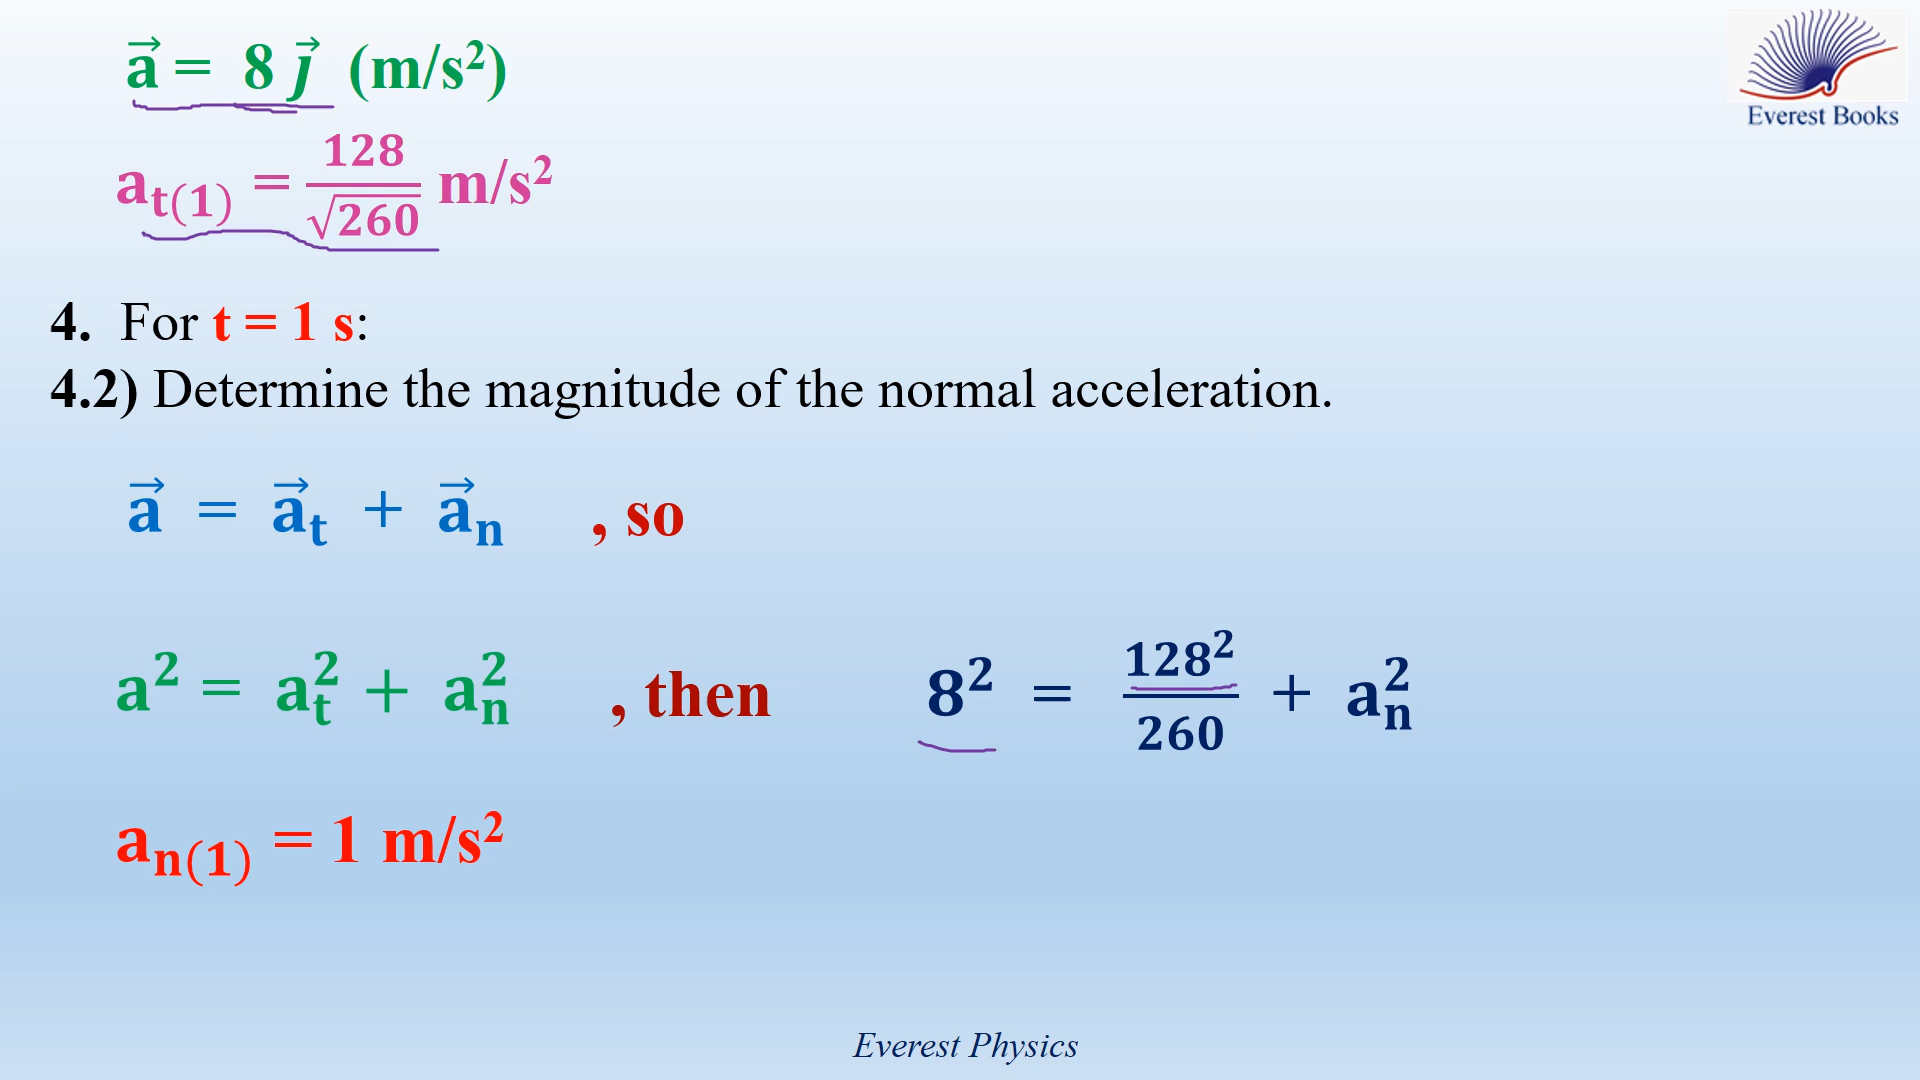 a⃗ = 8 j⃗ (m/s²)
Everest Books
a_t(1) = 128/√260 m/s²
4. For t = 1 s:
4.2) Determine the magnitude of the normal acceleration.
a⃗ = a⃗_t + a⃗_n , so
a² = a_t² + a_n² , then 8² = 128²/260 + a_n²
a_n(1) = 1 m/s²
Everest Physics